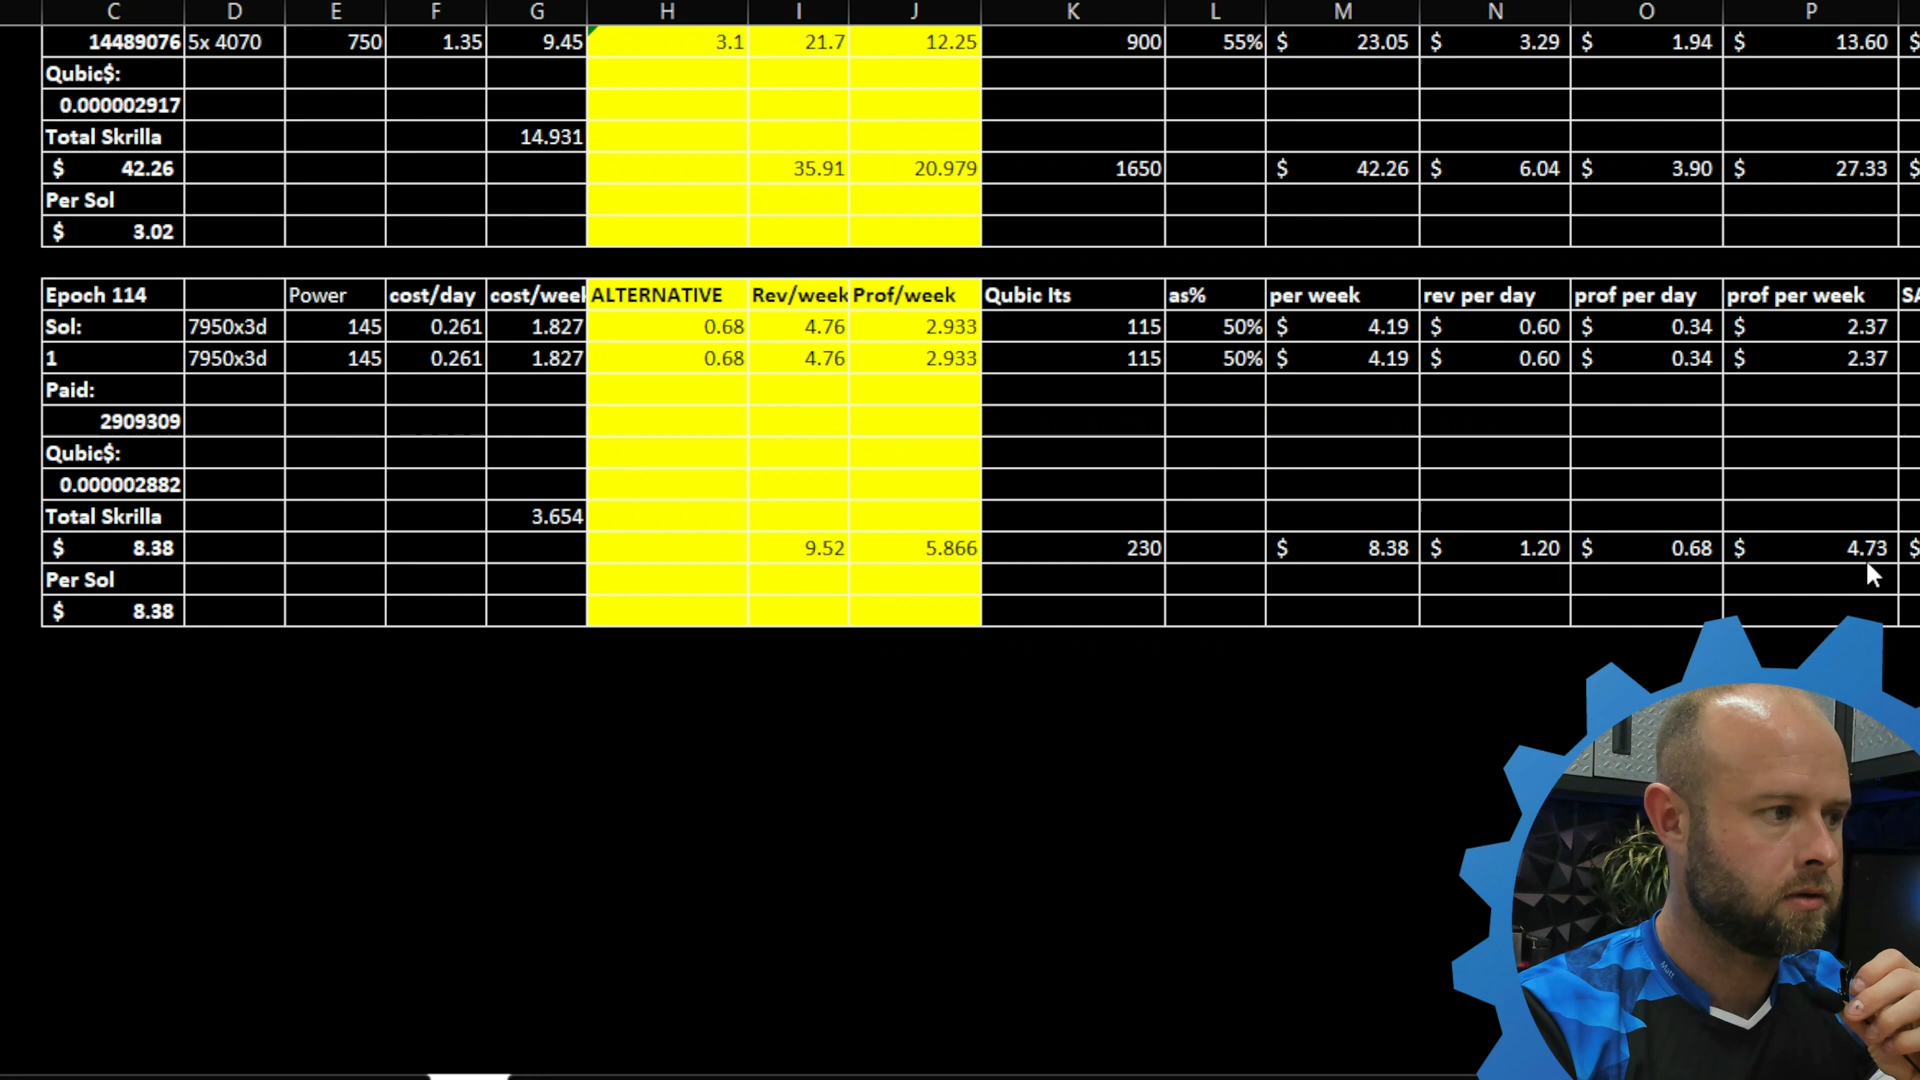 C D E F G H I J K L M N O P
14489076 5x 4070 750 1.35 9.45 3.1 21.7 12.25 900 55% $ 23.05 $ 3.29 $ 1.94 $ 13.60 $
Qubic$:
0.000002917
Total Skrilla 14.931
$ 42.26 35.91 20.979 1650 $ 42.26 $ 6.04 $ 3.90 $ 27.33 $
Per Sol
$ 3.02
Epoch 114 Power cost/day cost/week ALTERNATIVE Rev/week Prof/week Qubic Its as% per week rev per day prof per day prof per week
Sol: 7950x3d 145 0.261 1.827 0.68 4.76 2.933 115 50% $ 4.19 $ 0.60 $ 0.34 $ 2.37
1 7950x3d 145 0.261 1.827 0.68 4.76 2.933 115 50% $ 4.19 $ 0.60 $ 0.34 $ 2.37
Paid:
2909309
Qubic$:
0.000002882
Total Skrilla 3.654
$ 8.38 9.52 5.866 230 $ 8.38 $ 1.20 $ 0.68 $ 4.73 $
Per Sol
$ 8.38
Matt